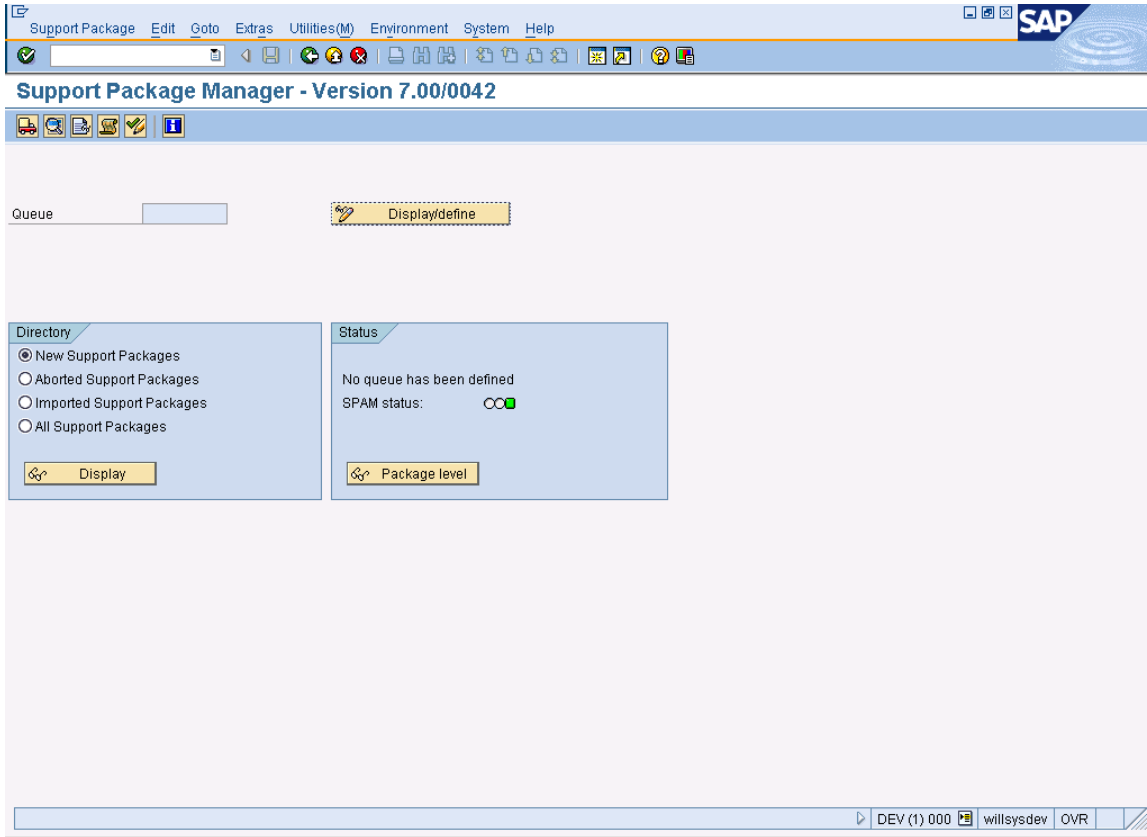 Support Package Edit Goto Extras Utilities(M) Environment System Help
SAP
Support Package Manager - Version 7.00/0042
Queue Display/define
Directory
New Support Packages
Aborted Support Packages
Imported Support Packages
All Support Packages
Display
Status
No queue has been defined
SPAM status:
Package level
DEV (1) 000 willsysdev OVR